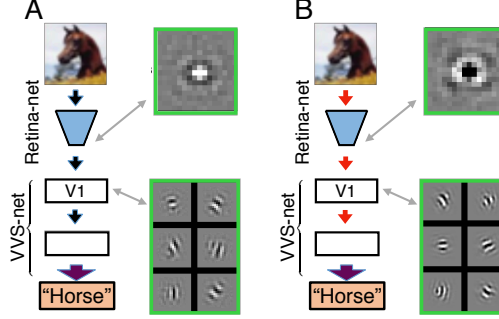 A
Retina-net
VVS-net
V1
“Horse”
B
Retina-net
VVS-net
V1
“Horse”